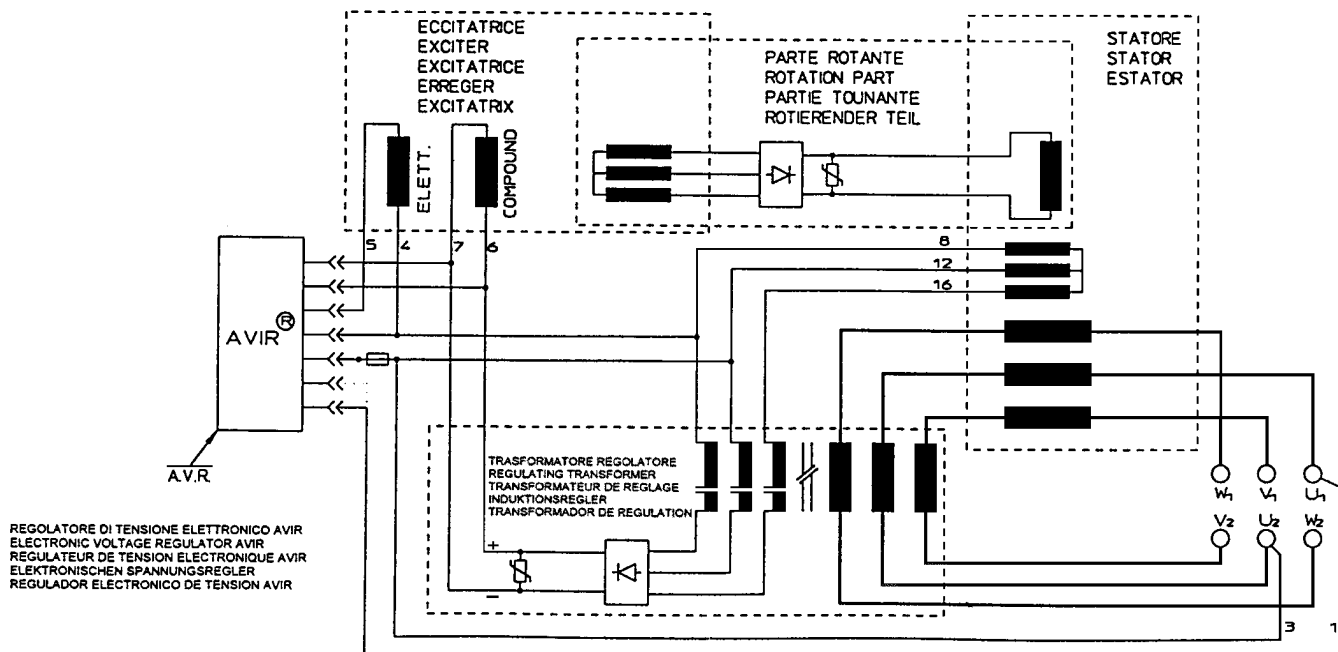 ECCITATRICE
EXCITER
EXCITATRICE
ERREGER
EXCITATRIX
PARTE ROTANTE
ROTATION PART
PARTIE TOUNANTE
ROTIERENDER TEIL
STATORE
STATOR
ESTATOR
ELETT.
COMPOUND
5 4 7 6
8
12
16
AVIR®
A.V.R.
TRASFORMATORE REGOLATORE
REGULATING TRANSFORMER
TRANSFORMATEUR DE REGLAGE
INDUKTIONSREGLER
TRANSFORMADOR DE REGULATION
+
−
W1 V1 U1
V2 U2 W2
3 1
REGOLATORE DI TENSIONE ELETTRONICO AVIR
ELECTRONIC VOLTAGE REGULATOR AVIR
REGULATEUR DE TENSION ELECTRONIQUE AVIR
ELEKTRONISCHEN SPANNUNGSREGLER
REGULADOR ELECTRONICO DE TENSION AVIR